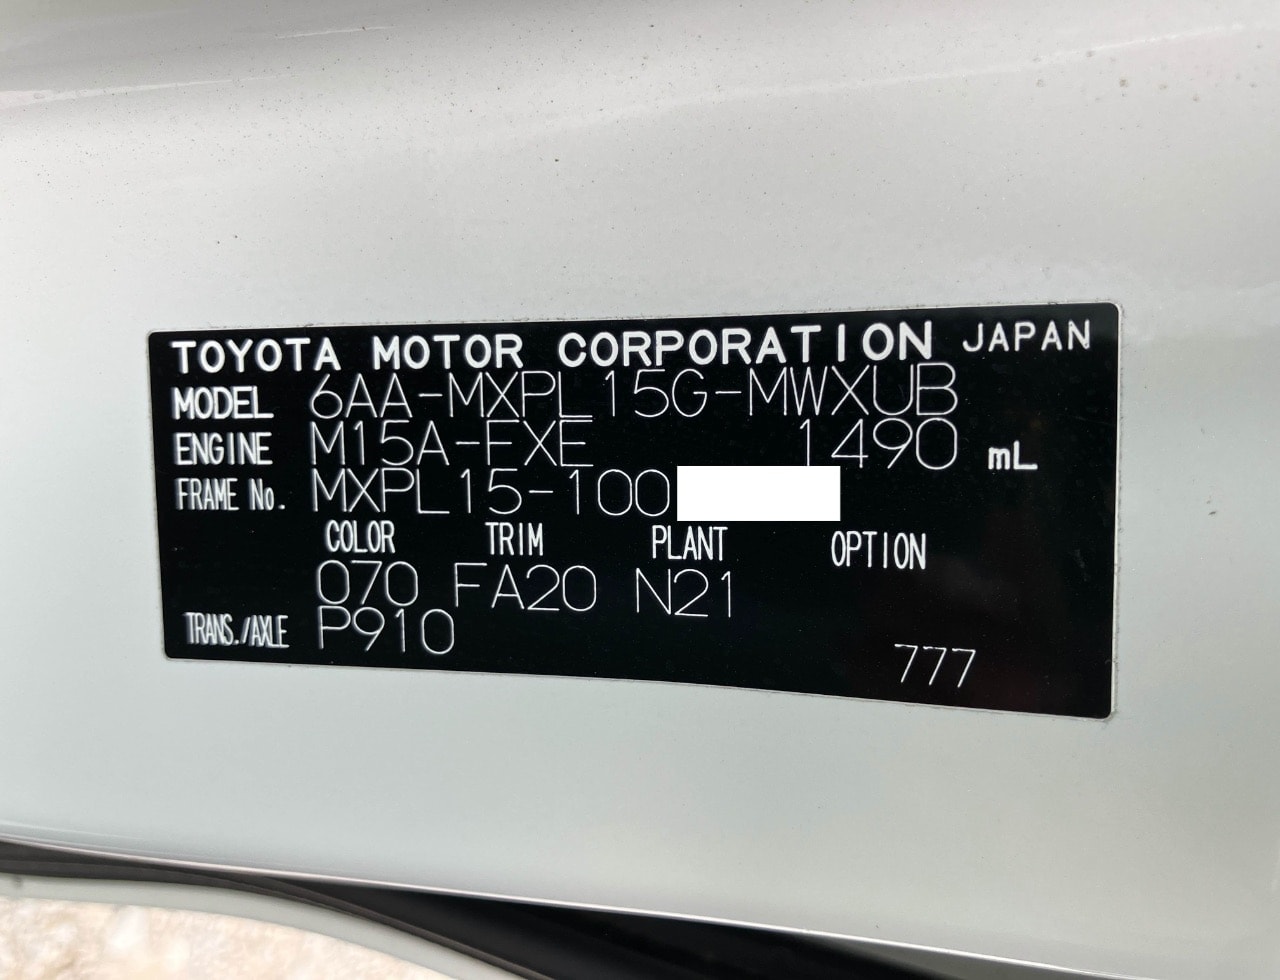 TOYOTA MOTOR CORPORATION JAPAN
MODEL 6AA-MXPL15G-MWXUB
ENGINE M15A-FXE 1490 mL
FRAME No. MXPL15-100
COLOR TRIM PLANT OPTION
070 FA20 N21
TRANS./AXLE P910
777